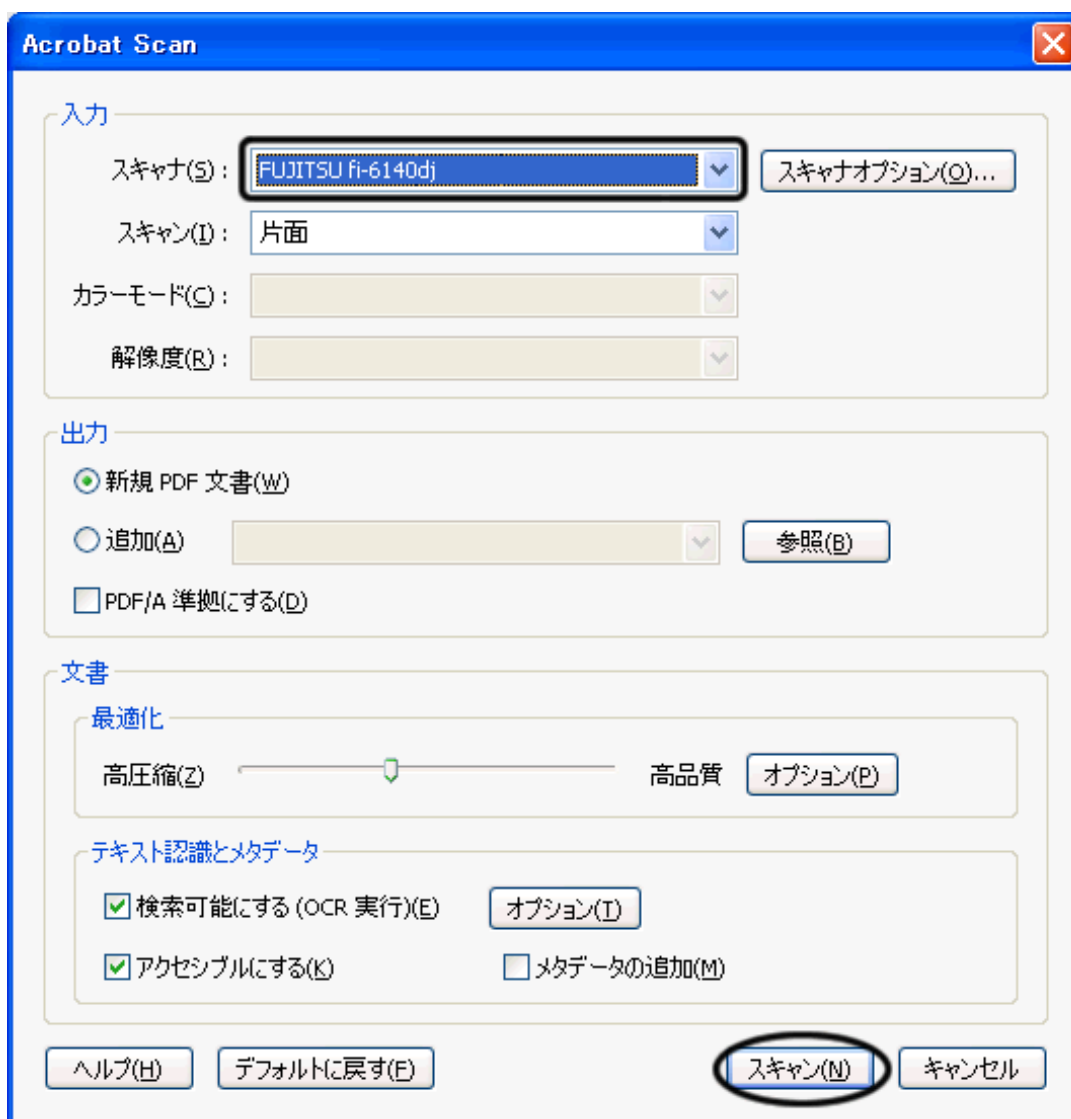 Acrobat Scan
入力
スキャナ(S) : FUJITSU fi-6140dj スキャナオプション(O)...
スキャン(I) : 片面
カラーモード(C) :
解像度(R) :
出力
新規 PDF 文書(W)
追加(A) 参照(B)
PDF/A 準拠にする(D)
文書
最適化
高圧縮(Z) 高品質 オプション(P)
テキスト認識とメタデータ
検索可能にする (OCR 実行)(E) オプション(T)
アクセシブルにする(K) メタデータの追加(M)
ヘルプ(H) デフォルトに戻す(F) スキャン(N) キャンセル